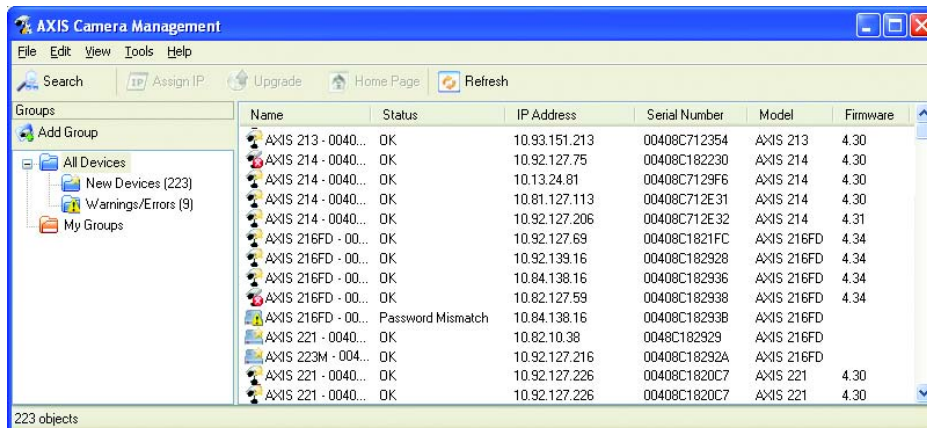 AXIS Camera Management
File Edit View Tools Help
Search Assign IP Upgrade Home Page Refresh
Groups
Add Group
All Devices
New Devices (223)
Warnings/Errors (9)
My Groups
Name Status IP Address Serial Number Model Firmware
AXIS 213 - 0040... OK 10.93.151.213 00408C712354 AXIS 213 4.30
AXIS 214 - 0040... OK 10.92.127.75 00408C182230 AXIS 214 4.30
AXIS 214 - 0040... OK 10.13.24.81 00408C7129F6 AXIS 214 4.30
AXIS 214 - 0040... OK 10.81.127.113 00408C712E31 AXIS 214 4.30
AXIS 214 - 0040... OK 10.92.127.206 00408C712E32 AXIS 214 4.31
AXIS 216FD - 00... OK 10.92.127.69 00408C1821FC AXIS 216FD 4.34
AXIS 216FD - 00... OK 10.92.139.16 00408C182928 AXIS 216FD 4.34
AXIS 216FD - 00... OK 10.84.138.16 00408C182936 AXIS 216FD 4.34
AXIS 216FD - 00... OK 10.82.127.59 00408C182938 AXIS 216FD 4.34
AXIS 216FD - 00... Password Mismatch 10.84.138.16 00408C18293B AXIS 216FD
AXIS 221 - 0040... OK 10.82.10.38 0048C182929 AXIS 216FD
AXIS 223M - 004... OK 10.92.127.216 00408C18292A AXIS 216FD
AXIS 221 - 0040... OK 10.92.127.226 00408C1820C7 AXIS 221 4.30
AXIS 221 - 0040... OK 10.92.127.226 00408C1820C7 AXIS 221 4.30
223 objects